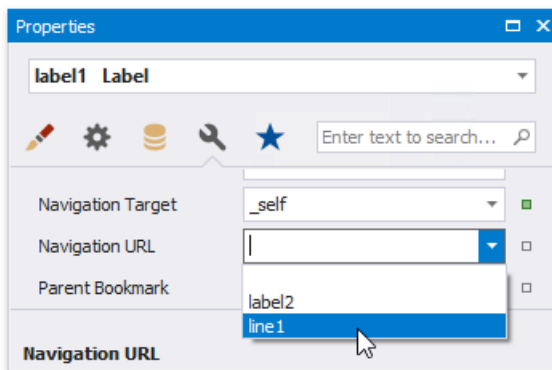 Properties
label1 Label
Enter text to search...
Navigation Target
_self
Navigation URL
Parent Bookmark
label2
line1
Navigation URL